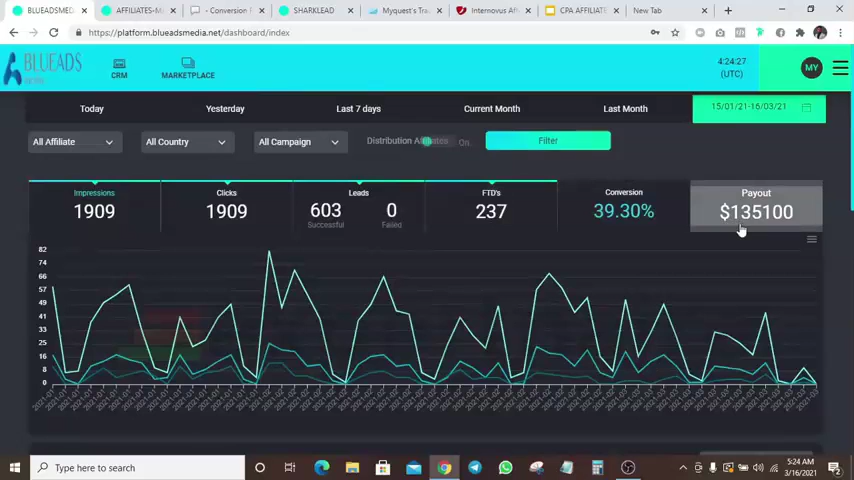 BLUEADSMEDI
AFFILIATES-M
- Conversion F
SHARKLEAD
Myquest's Tra
Internovus Af
CPA AFFILIATE
New Tab
https://platform.blueadsmedia.net/dashboard/index
BLUEADS
CRM
MARKETPLACE
4:24:27
(UTC)
MY
Today
Yesterday
Last 7 days
Current Month
Last Month
15/01/21-16/03/21
All Affiliate
All Country
All Campaign
Distribution Affiliates
On
Filter
Impressions
1909
Clicks
1909
Leads
603
Successful
0
Failed
FTD's
237
Conversion
39.30%
Payout
$135100
82
74
66
57
49
41
33
25
16
8
0
Type here to search
5:24 AM
3/16/2021
2